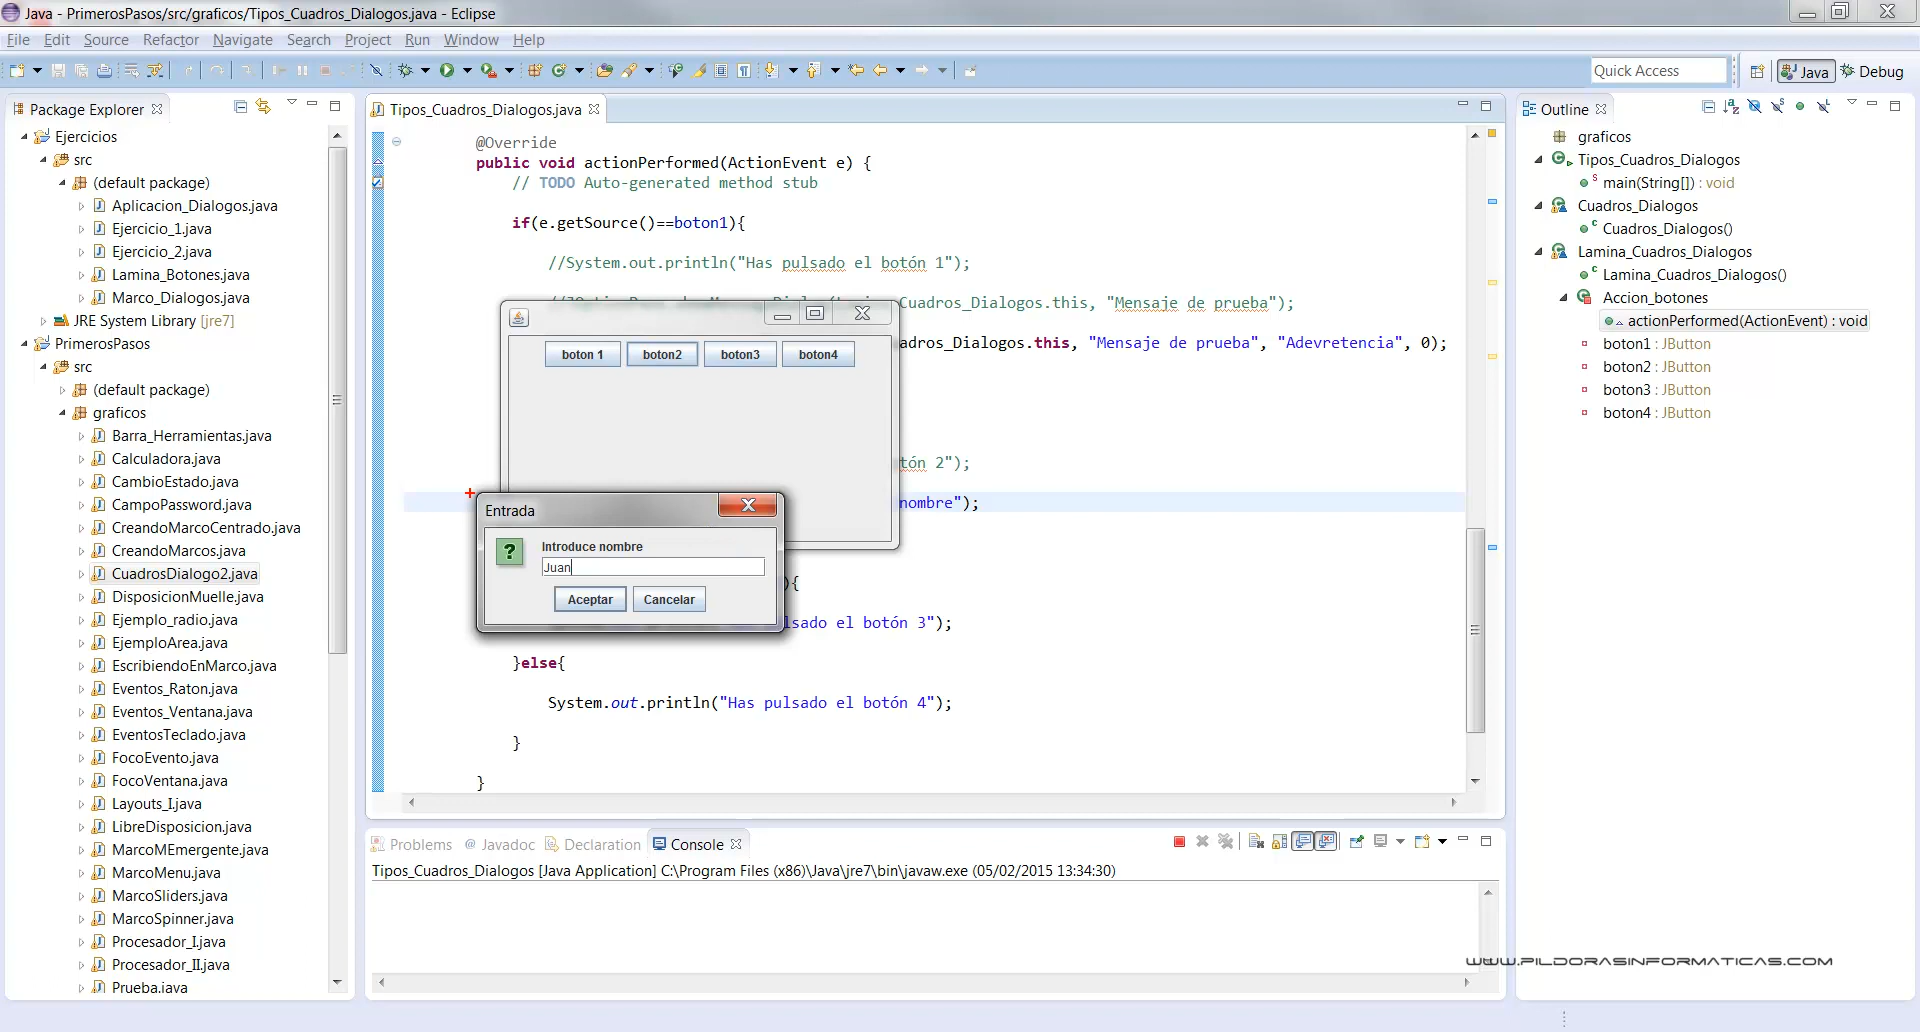 Java - PrimerosPasos/src/graficos/Tipos_Cuadros_Dialogos.java - Eclipse
File Edit Source Refactor Navigate Search Project Run Window Help
Quick Access
Java
Debug
Package Explorer
Ejercicios
src
(default package)
Aplicacion_Dialogos.java
Ejercicio_1.java
Ejercicio_2.java
Lamina_Botones.java
Marco_Dialogos.java
JRE System Library [jre7]
PrimerosPasos
src
(default package)
graficos
Barra_Herramientas.java
Calculadora.java
CambioEstado.java
CampoPassword.java
CreandoMarcoCentrado.java
CreandoMarcos.java
CuadrosDialogo2.java
DisposicionMuelle.java
Ejemplo_radio.java
EjemploArea.java
EscribiendoEnMarco.java
Eventos_Raton.java
Eventos_Ventana.java
EventosTeclado.java
FocoEvento.java
FocoVentana.java
Layouts_I.java
LibreDisposicion.java
MarcoMEmergente.java
MarcoMenu.java
MarcoSliders.java
MarcoSpinner.java
Procesador_I.java
Procesador_II.java
Prueba.java
Tipos_Cuadros_Dialogos.java
@Override
public void actionPerformed(ActionEvent e) {
// TODO Auto-generated method stub
if(e.getSource()==boton1){
//System.out.println("Has pulsado el botón 1");
Cuadros_Dialogos.this, "Mensaje de prueba");
adros_Dialogos.this, "Mensaje de prueba", "Adevretencia", 0);
boton 1 boton2 boton3 boton4
tón 2");
nombre");
Entrada
Introduce nombre
Juan
Aceptar Cancelar
){
lsado el botón 3");
}else{
System.out.println("Has pulsado el botón 4");
}
}
Problems @ Javadoc Declaration Console
Tipos_Cuadros_Dialogos [Java Application] C:\Program Files (x86)\Java\jre7\bin\javaw.exe (05/02/2015 13:34:30)
Outline
graficos
Tipos_Cuadros_Dialogos
main(String[]) : void
Cuadros_Dialogos
Cuadros_Dialogos()
Lamina_Cuadros_Dialogos
Lamina_Cuadros_Dialogos()
Accion_botones
actionPerformed(ActionEvent) : void
boton1 : JButton
boton2 : JButton
boton3 : JButton
boton4 : JButton
WWW.PILDORASINFORMATICAS.COM